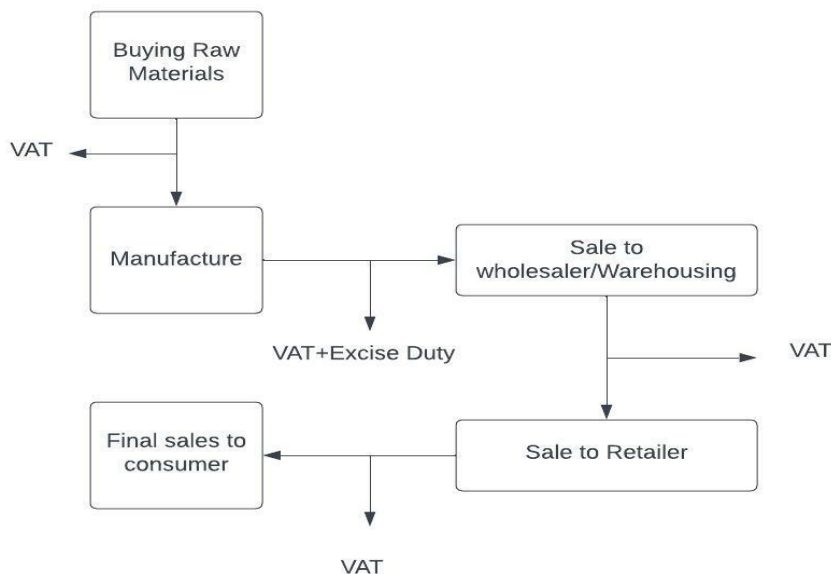 Buying Raw
Materials
VAT
Manufacture
Sale to
wholesaler/Warehousing
VAT+Excise Duty
VAT
Final sales to
consumer
Sale to Retailer
VAT